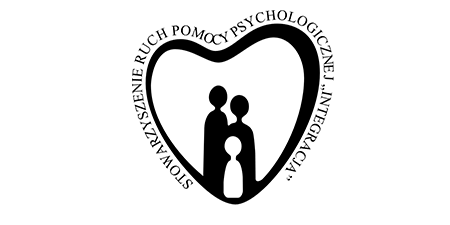 STOWARZYSZENIE RUCH POMOCY PSYCHOLOGICZNEJ „INTEGRACJA”